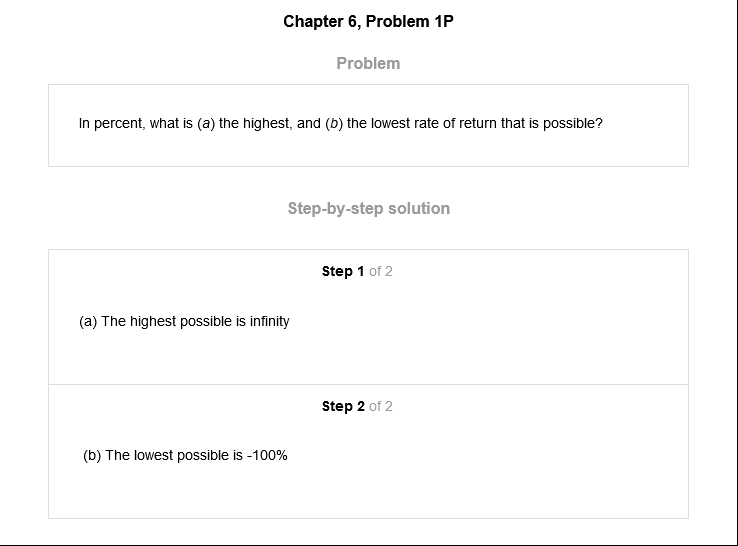 Chapter 6, Problem 1P
Problem
In percent, what is (a) the highest, and (b) the lowest rate of return that is possible?
Step-by-step solution
Step 1 of 2
(a) The highest possible is infinity
Step 2 of 2
(b) The lowest possible is -100%